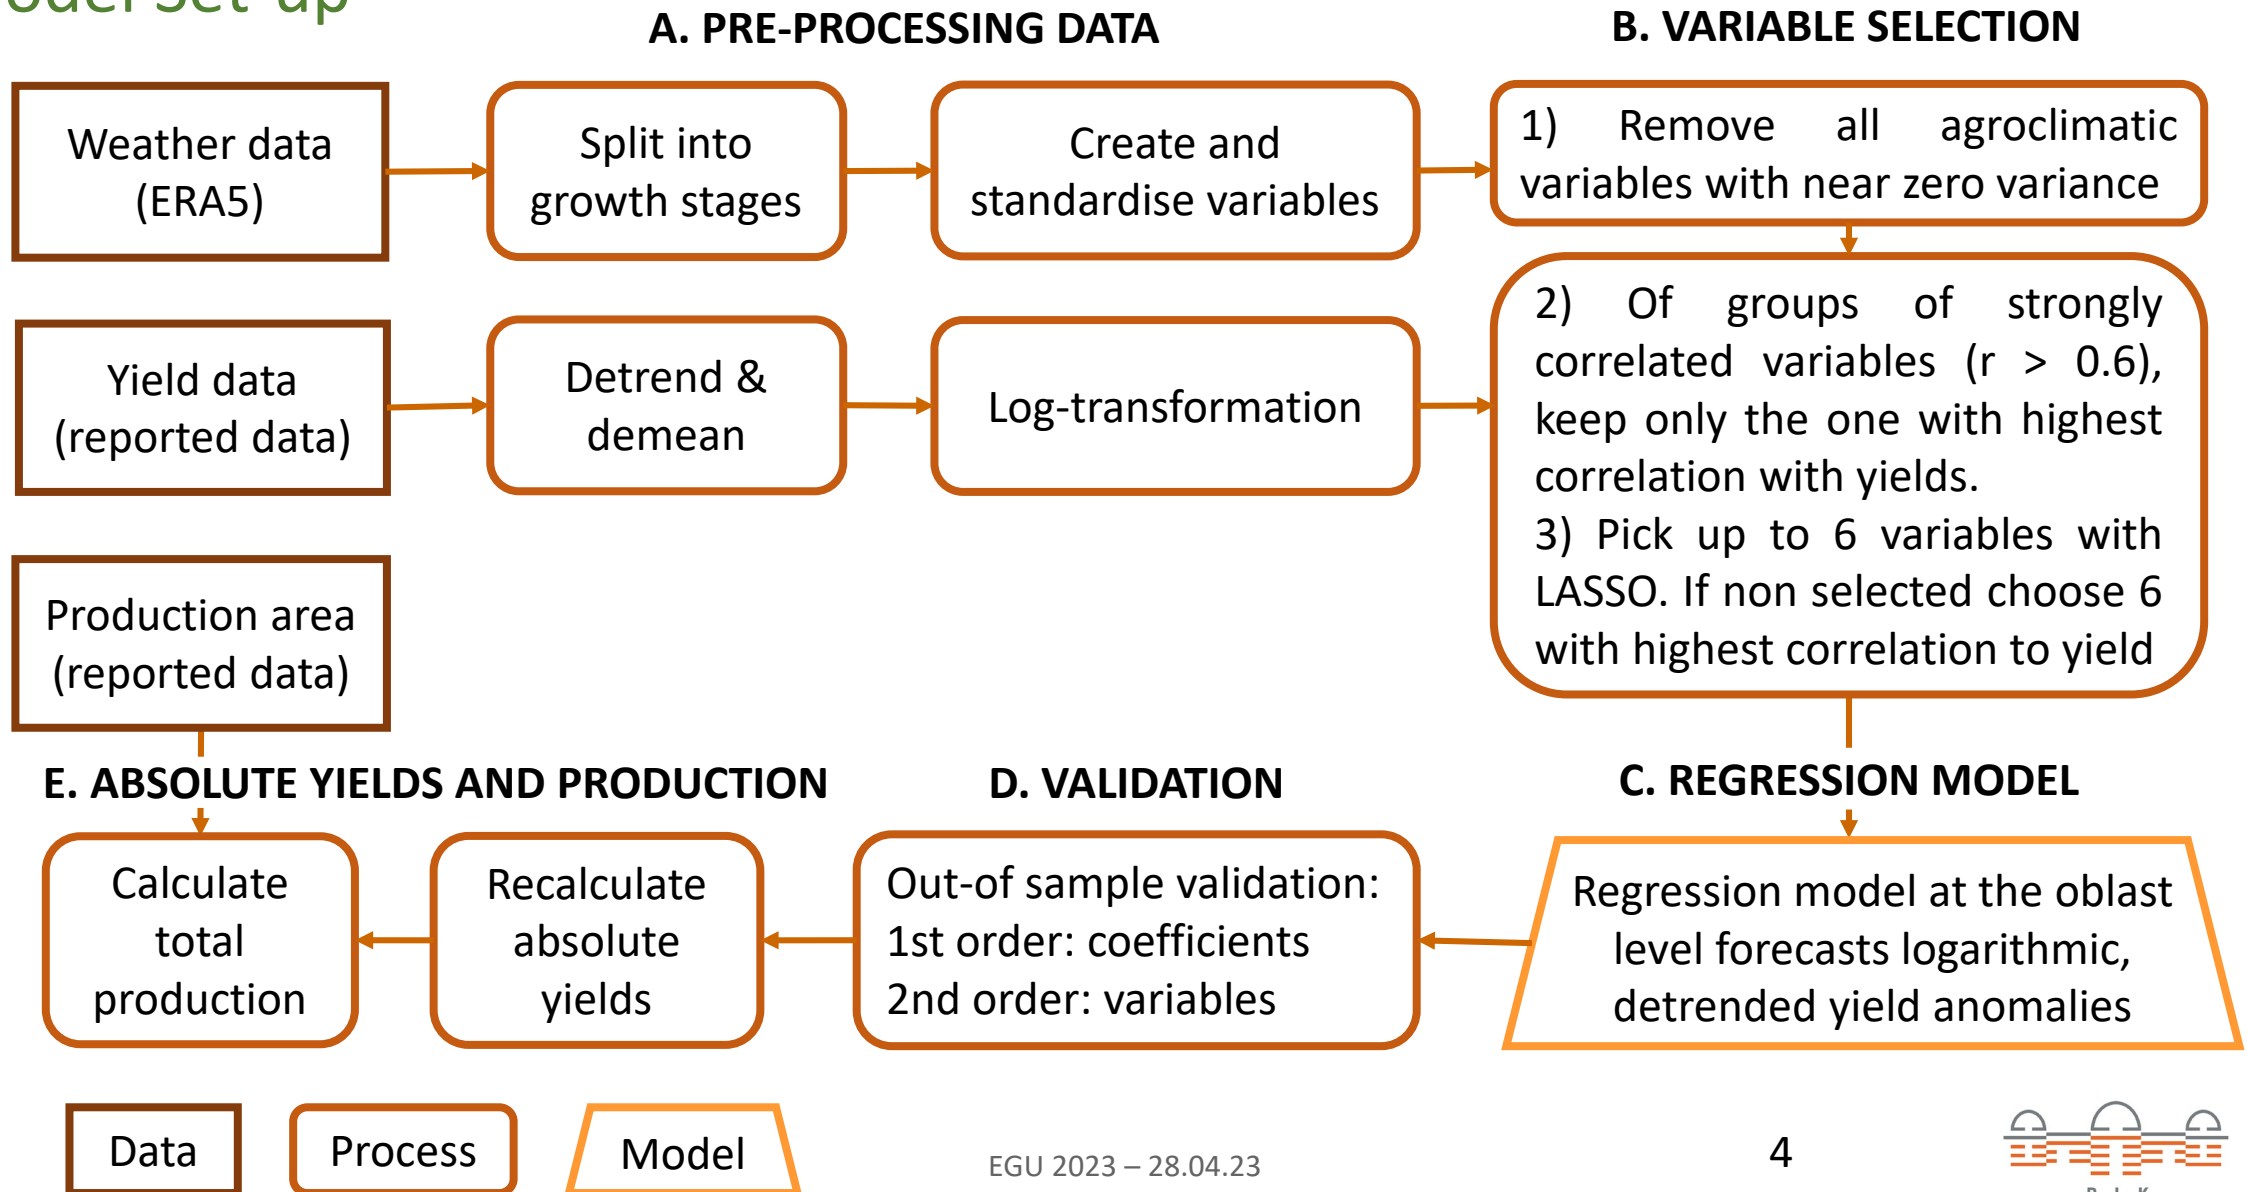 odel Set-up
A. PRE-PROCESSING DATA
B. VARIABLE SELECTION
Weather data
(ERA5)
Split into
growth stages
Create and
standardise variables
1) Remove all agroclimatic
variables with near zero variance
Yield data
(reported data)
Detrend &
demean
Log-transformation
2) Of groups of strongly
correlated variables (r > 0.6),
keep only the one with highest
correlation with yields.
3) Pick up to 6 variables with
LASSO. If non selected choose 6
with highest correlation to yield
Production area
(reported data)
E. ABSOLUTE YIELDS AND PRODUCTION
D. VALIDATION
C. REGRESSION MODEL
Calculate
total
production
Recalculate
absolute
yields
Out-of sample validation:
1st order: coefficients
2nd order: variables
Regression model at the oblast
level forecasts logarithmic,
detrended yield anomalies
Data
Process
Model
EGU 2023 – 28.04.23
4